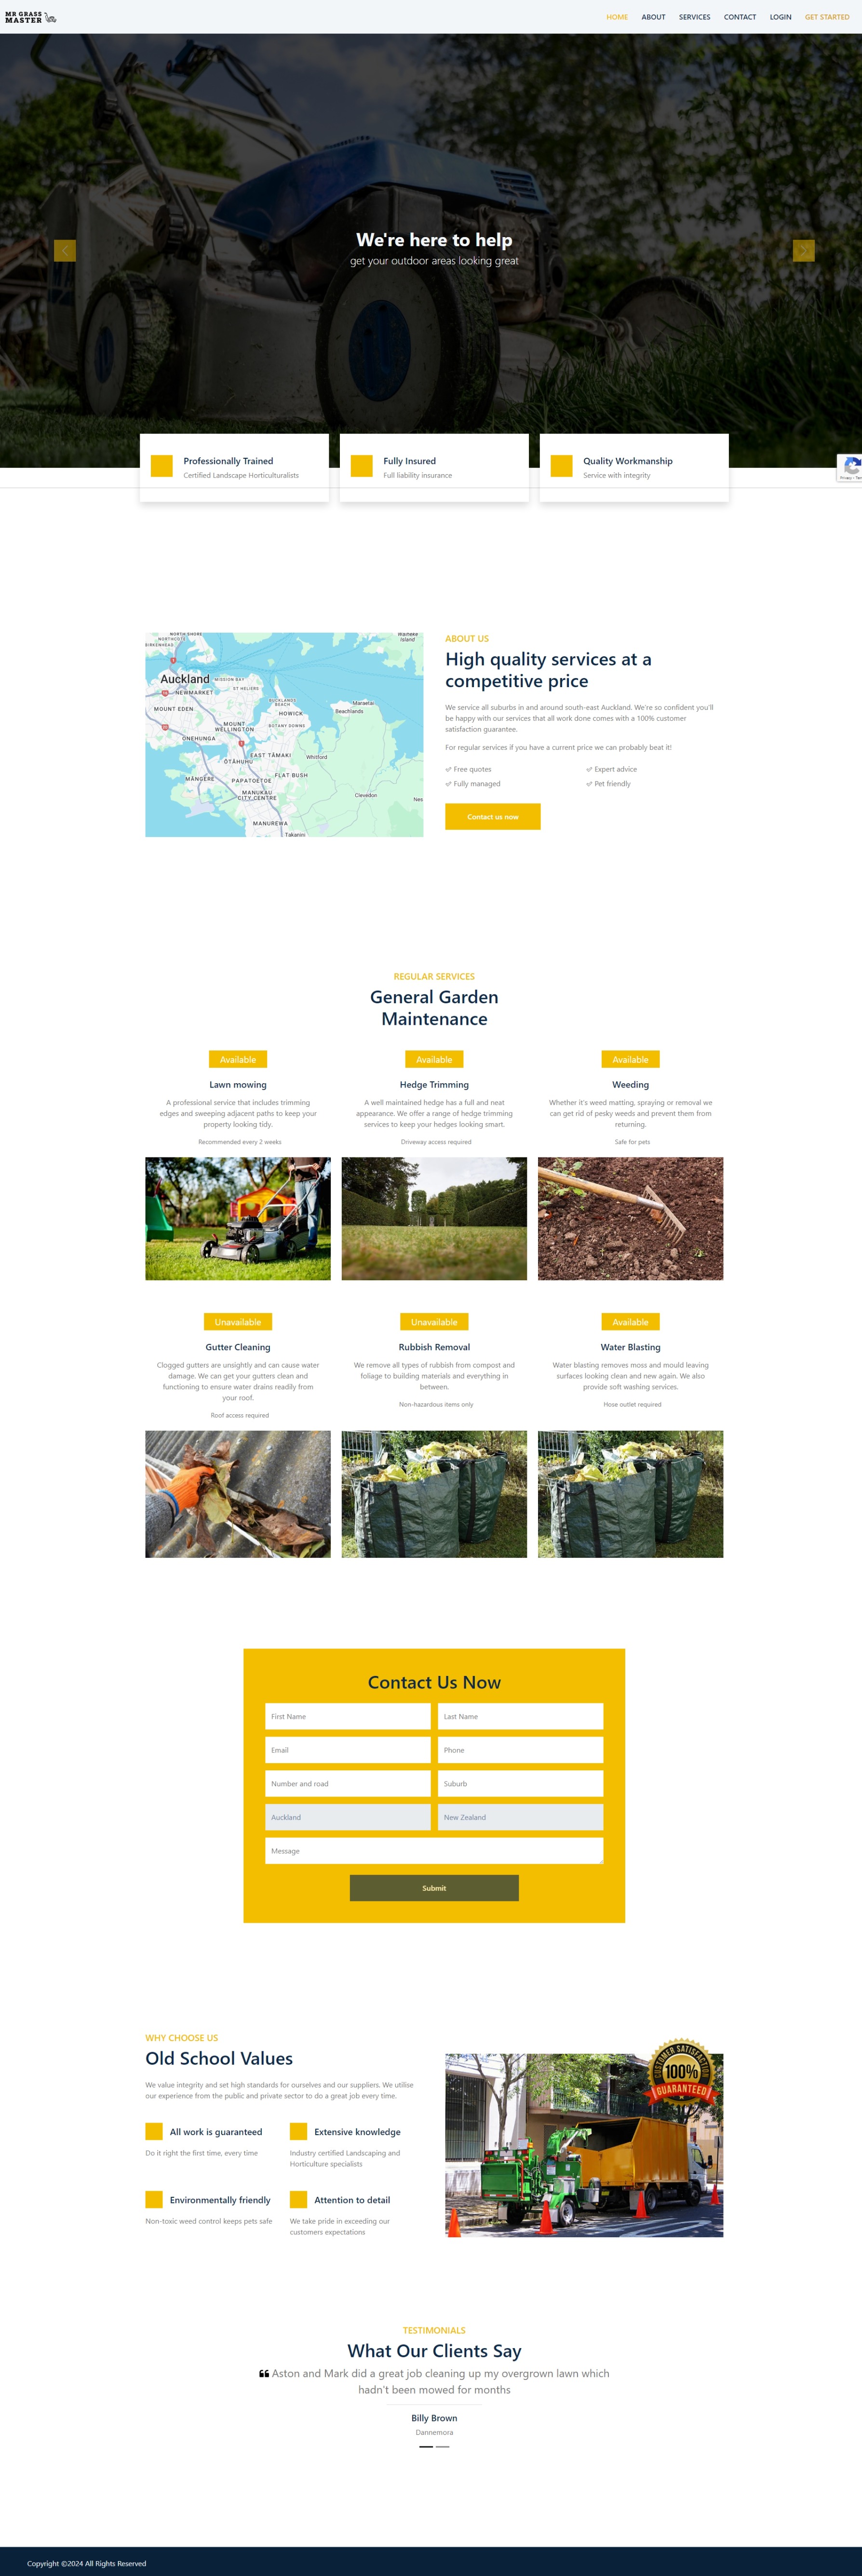 MR GRASS
MASTER
HOME ABOUT SERVICES CONTACT LOGIN GET STARTED
We're here to help
get your outdoor areas looking great
Professionally Trained
Certified Landscape Horticulturalists
Fully Insured
Full liability insurance
Quality Workmanship
Service with integrity
NORTH SHORE
NORTHCOTE
BIRKENHEAD
Waiheke
Island
Auckland
MISSION BAY
ST HELIERS
NEWMARKET
MOUNT EDEN
AUCKLANDS
BEACH
HOWICK
Maraetai
Beachlands
MOUNT
WELLINGTON
BOTANY DOWNS
ONEHUNGA
EAST TĀMAKI
Whitford
ŌTĀHUHU
FLAT BUSH
MĀNGERE
PAPATOETOE
MANUKAU
CITY CENTRE
Clevedon
Nes
MANUREWA
Takanini
ABOUT US
High quality services at a
competitive price
We service all suburbs in and around south-east Auckland. We're so confident you'll
be happy with our services that all work done comes with a 100% customer
satisfaction guarantee.
For regular services if you have a current price we can probably beat it!
Free quotes
Expert advice
Fully managed
Pet friendly
Contact us now
REGULAR SERVICES
General Garden
Maintenance
Available
Lawn mowing
A professional service that includes trimming
edges and sweeping adjacent paths to keep your
property looking tidy.
Recommended every 2 weeks
Available
Hedge Trimming
A well maintained hedge has a full and neat
appearance. We offer a range of hedge trimming
services to keep your hedges looking smart.
Driveway access required
Available
Weeding
Whether it's weed matting, spraying or removal we
can get rid of pesky weeds and prevent them from
returning.
Safe for pets
Unavailable
Gutter Cleaning
Clogged gutters are unsightly and can cause water
damage. We can get your gutters clean and
functioning to ensure water drains readily from
your roof.
Roof access required
Unavailable
Rubbish Removal
We remove all types of rubbish from compost and
foliage to building materials and everything in
between.
Non-hazardous items only
Available
Water Blasting
Water blasting removes moss and mould leaving
surfaces looking clean and new again. We also
provide soft washing services.
Hose outlet required
Contact Us Now
First Name
Last Name
Email
Phone
Number and road
Suburb
Auckland
New Zealand
Message
Submit
WHY CHOOSE US
Old School Values
We value integrity and set high standards for ourselves and our suppliers. We utilise
our experience from the public and private sector to do a great job every time.
All work is guaranteed
Do it right the first time, every time
Extensive knowledge
Industry certified Landscaping and
Horticulture specialists
Environmentally friendly
Non-toxic weed control keeps pets safe
Attention to detail
We take pride in exceeding our
customers expectations
CUSTOMER SATISFACTION
100%
GUARANTEED
TESTIMONIALS
What Our Clients Say
Aston and Mark did a great job cleaning up my overgrown lawn which
hadn't been mowed for months
Billy Brown
Dannemora
Copyright ©2024 All Rights Reserved